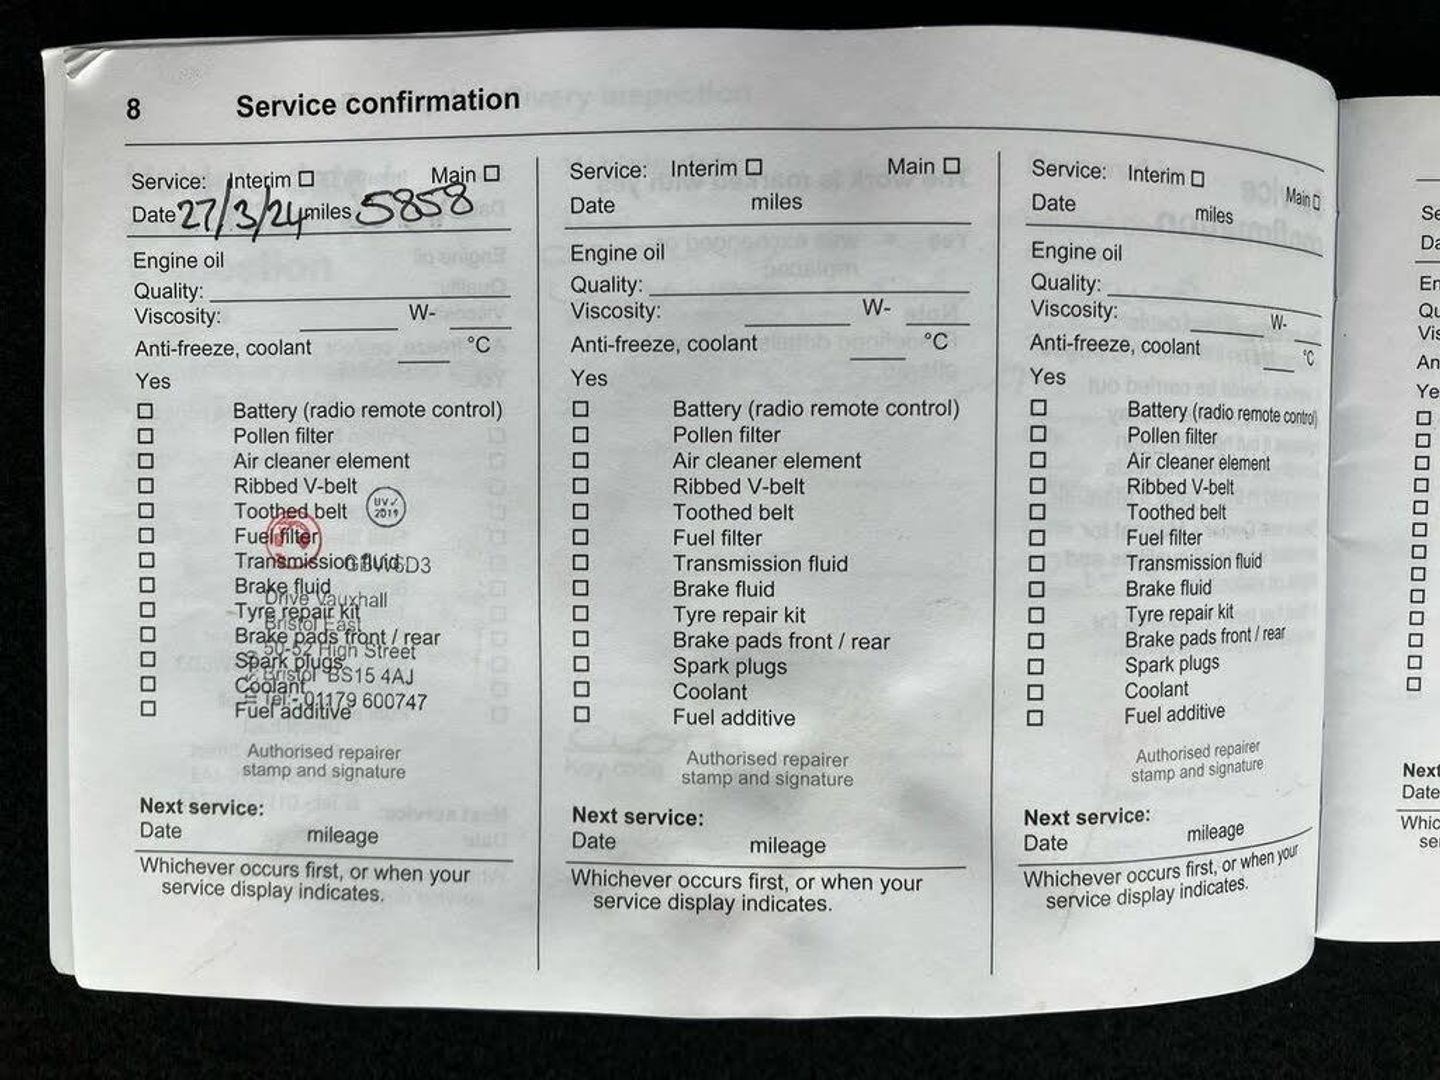 8 Service confirmation
Service: Interim ☐ Main ☐
Date 27/3/24 miles 5858
Engine oil
Quality:
Viscosity: W-
Anti-freeze, coolant °C
Yes
☐ Battery (radio remote control)
☐ Pollen filter
☐ Air cleaner element
☐ Ribbed V-belt
☐ Toothed belt
UV✓
2019
☐ Fuel filter
☐ Transmission fluid
☐ Brake fluid
Drive Vauxhall
☐ Tyre repair kit
Bristol East
☐ Brake pads front / rear
50-52 High Street
☐ Spark plugs
Bristol BS15 4AJ
☐ Coolant
Tel:- 01179 600747
☐ Fuel additive
Authorised repairer
stamp and signature
Next service:
Date mileage
Whichever occurs first, or when your
service display indicates.
Service: Interim ☐ Main ☐
Date miles
Engine oil
Quality:
Viscosity: W-
Anti-freeze, coolant °C
Yes
☐ Battery (radio remote control)
☐ Pollen filter
☐ Air cleaner element
☐ Ribbed V-belt
☐ Toothed belt
☐ Fuel filter
☐ Transmission fluid
☐ Brake fluid
☐ Tyre repair kit
☐ Brake pads front / rear
☐ Spark plugs
☐ Coolant
☐ Fuel additive
Authorised repairer
stamp and signature
Next service:
Date mileage
Whichever occurs first, or when your
service display indicates.
Service: Interim ☐ Main ☐
Date miles
Engine oil
Quality:
Viscosity: W-
Anti-freeze, coolant °C
Yes
☐ Battery (radio remote control)
☐ Pollen filter
☐ Air cleaner element
☐ Ribbed V-belt
☐ Toothed belt
☐ Fuel filter
☐ Transmission fluid
☐ Brake fluid
☐ Tyre repair kit
☐ Brake pads front / rear
☐ Spark plugs
☐ Coolant
☐ Fuel additive
Authorised repairer
stamp and signature
Next service:
Date mileage
Whichever occurs first, or when your
service display indicates.
Next
Date